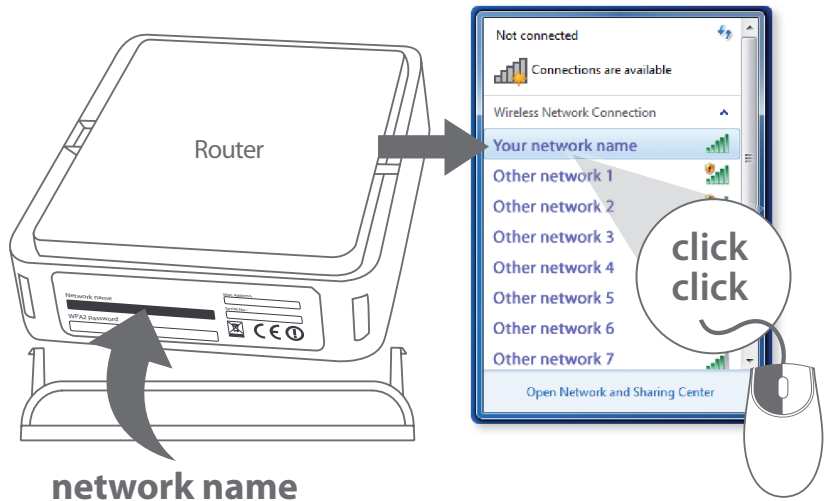 Router
Network name
WPA2 Password
Mac Address
network name
Not connected
Connections are available
Wireless Network Connection
Your network name
Other network 1
Other network 2
Other network 3
Other network 4
Other network 5
Other network 6
Other network 7
Open Network and Sharing Center
click
click